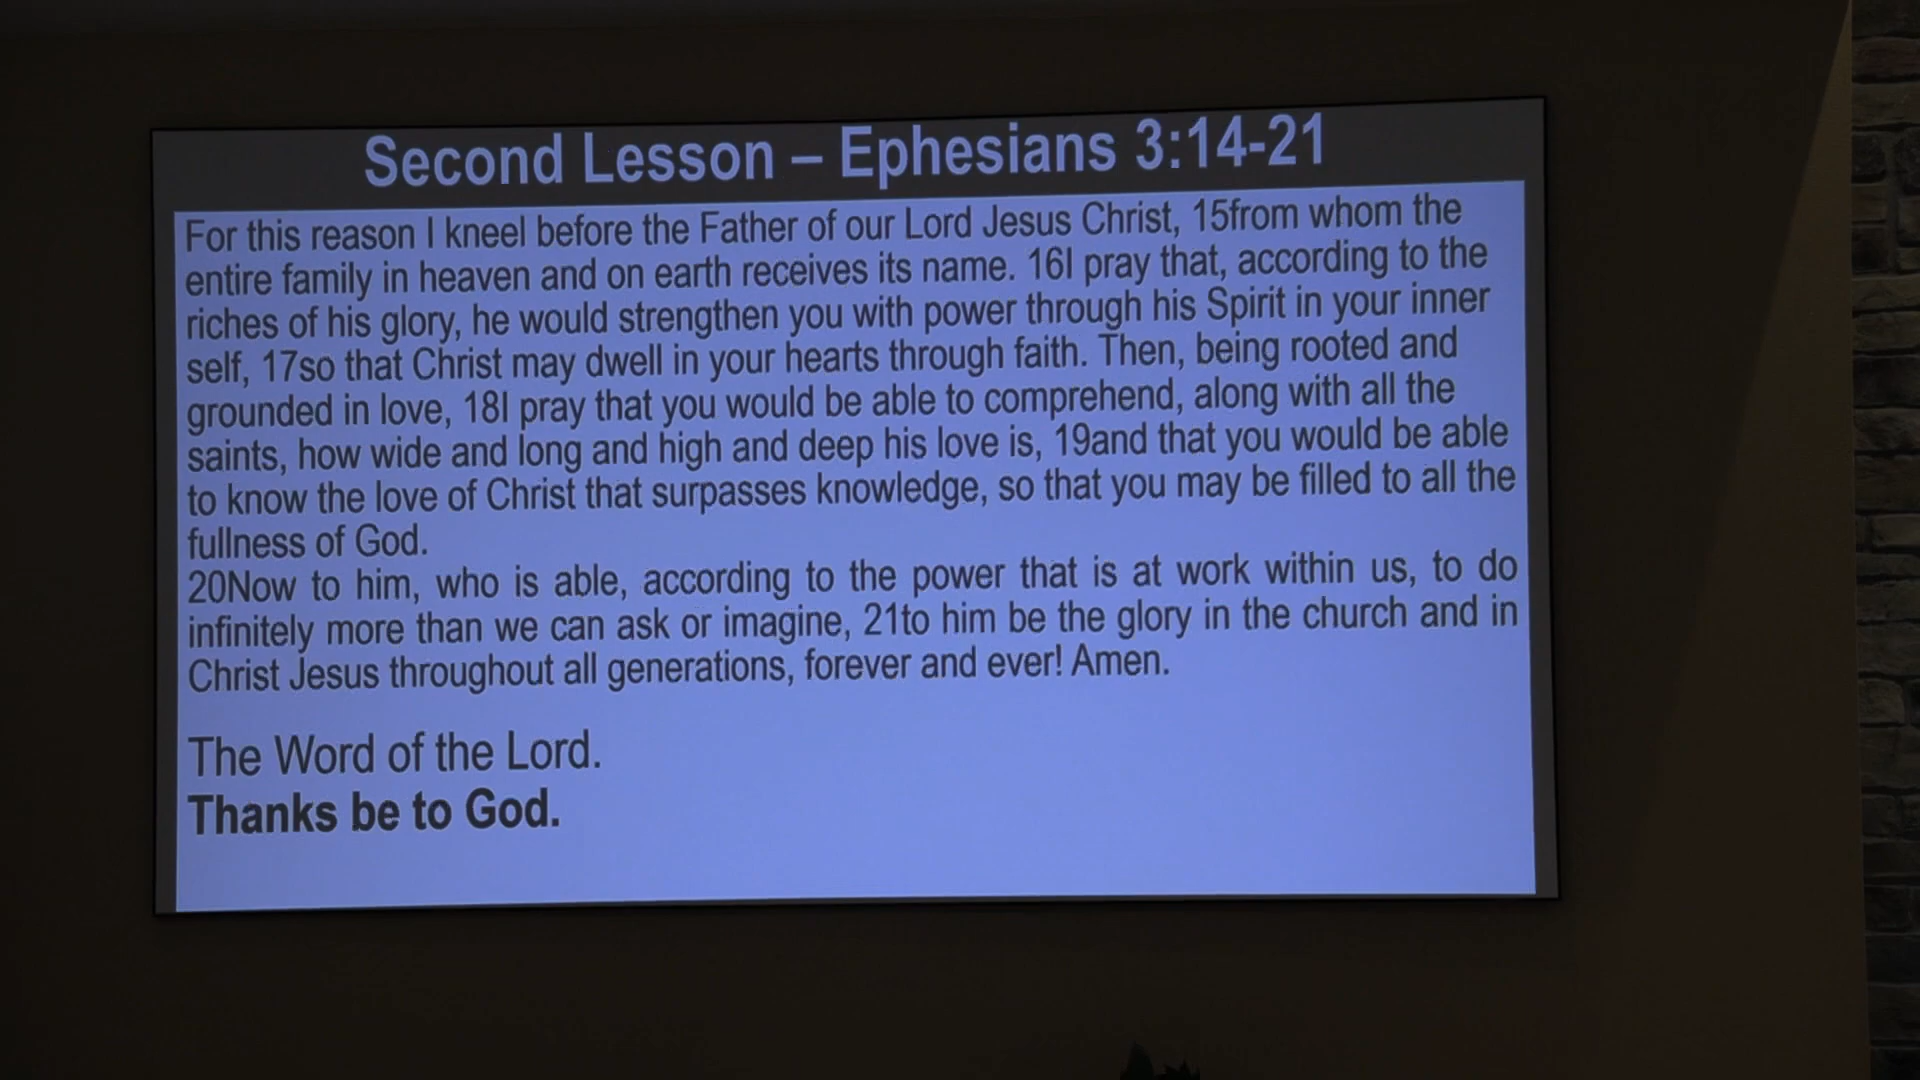 Second Lesson – Ephesians 3:14-21
For this reason I kneel before the Father of our Lord Jesus Christ, 15from whom the
entire family in heaven and on earth receives its name. 16I pray that, according to the
riches of his glory, he would strengthen you with power through his Spirit in your inner
self, 17so that Christ may dwell in your hearts through faith. Then, being rooted and
grounded in love, 18I pray that you would be able to comprehend, along with all the
saints, how wide and long and high and deep his love is, 19and that you would be able
to know the love of Christ that surpasses knowledge, so that you may be filled to all the
fullness of God.
20Now to him, who is able, according to the power that is at work within us, to do
infinitely more than we can ask or imagine, 21to him be the glory in the church and in
Christ Jesus throughout all generations, forever and ever! Amen.
The Word of the Lord.
Thanks be to God.